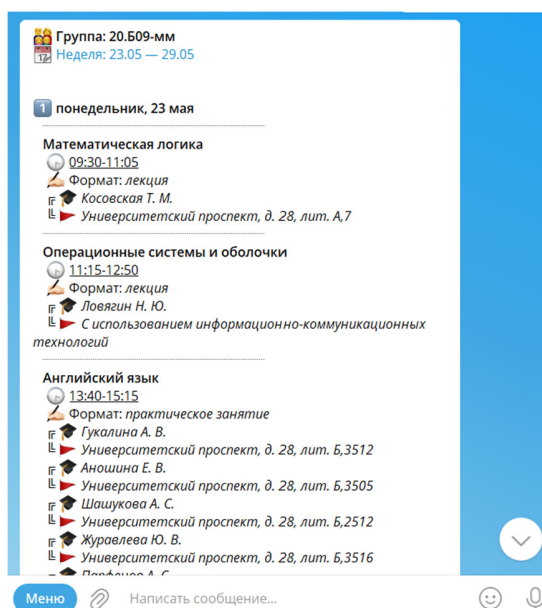 Группа: 20.Б09-мм
Неделя: 23.05 — 29.05
1 понедельник, 23 мая
Математическая логика
09:30-11:05
Формат: лекция
Косовская Т. М.
Университетский проспект, д. 28, лит. А,7
Операционные системы и оболочки
11:15-12:50
Формат: лекция
Ловягин Н. Ю.
С использованием информационно-коммуникационных
технологий
Английский язык
13:40-15:15
Формат: практическое занятие
Гукалина А. В.
Университетский проспект, д. 28, лит. Б,3512
Аношина Е. В.
Университетский проспект, д. 28, лит. Б,3505
Шашукова А. С.
Университетский проспект, д. 28, лит. Б,2512
Журавлева Ю. В.
Университетский проспект, д. 28, лит. Б,3516
Меню Написать сообщение...